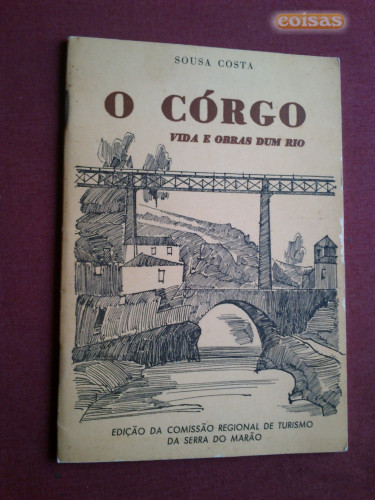 coisas
SOUSA COSTA
O CÓRGO
VIDA E OBRAS DUM RIO
EDIÇÃO DA COMISSÃO REGIONAL DE TURISMO
DA SERRA DO MARÃO